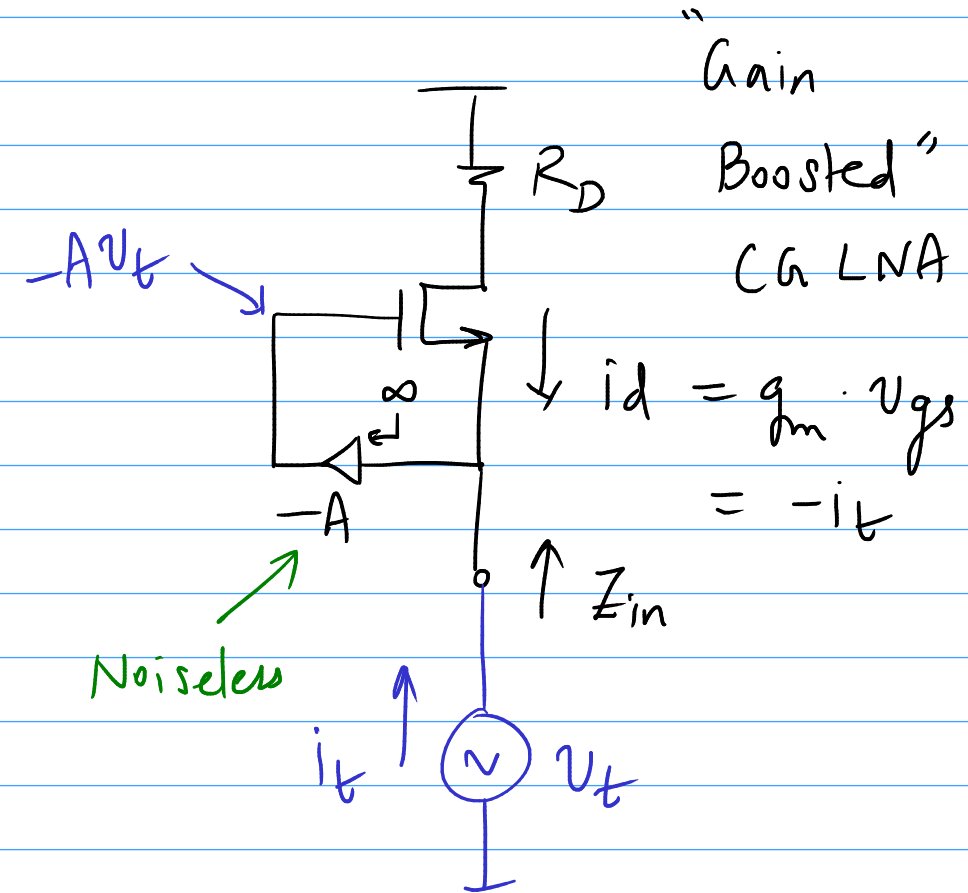 "Gain
Boosted"
CG LNA
R_D
-Av_t
∞
i_d = g_m · v_gs
= -i_t
-A
Z_in
Noiseless
i_t
v_t